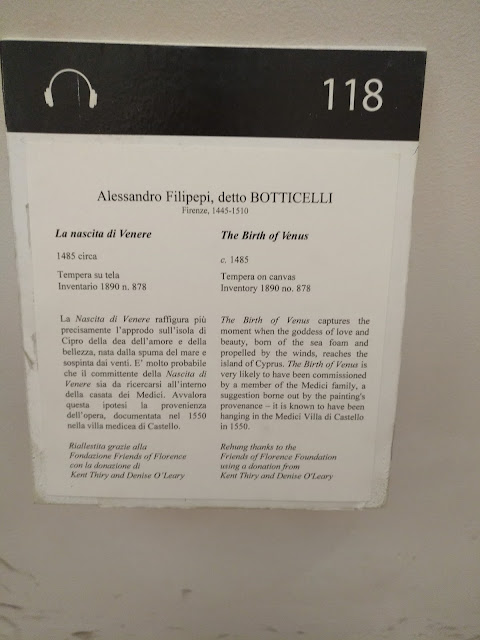 118
Alessandro Filipepi, detto BOTTICELLI
Firenze, 1445-1510
La nascita di Venere
1485 circa
Tempera su tela
Inventario 1890 n. 878
La Nascita di Venere raffigura più
precisamente l'approdo sull'isola di
Cipro della dea dell'amore e della
bellezza, nata dalla spuma del mare e
sospinta dai venti. E' molto probabile
che il committente della Nascita di
Venere sia da ricercarsi all'interno
della casata dei Medici. Avvalora
questa ipotesi la provenienza
dell'opera, documentata nel 1550
nella villa medicea di Castello.
Riallestita grazie alla
Fondazione Friends of Florence
con la donazione di
Kent Thiry and Denise O'Leary
The Birth of Venus
c. 1485
Tempera on canvas
Inventory 1890 no. 878
The Birth of Venus captures the
moment when the goddess of love and
beauty, born of the sea foam and
propelled by the winds, reaches the
island of Cyprus. The Birth of Venus is
very likely to have been commissioned
by a member of the Medici family, a
suggestion borne out by the painting's
provenance – it is known to have been
hanging in the Medici Villa di Castello
in 1550.
Rehung thanks to the
Friends of Florence Foundation
using a donation from
Kent Thiry and Denise O'Leary